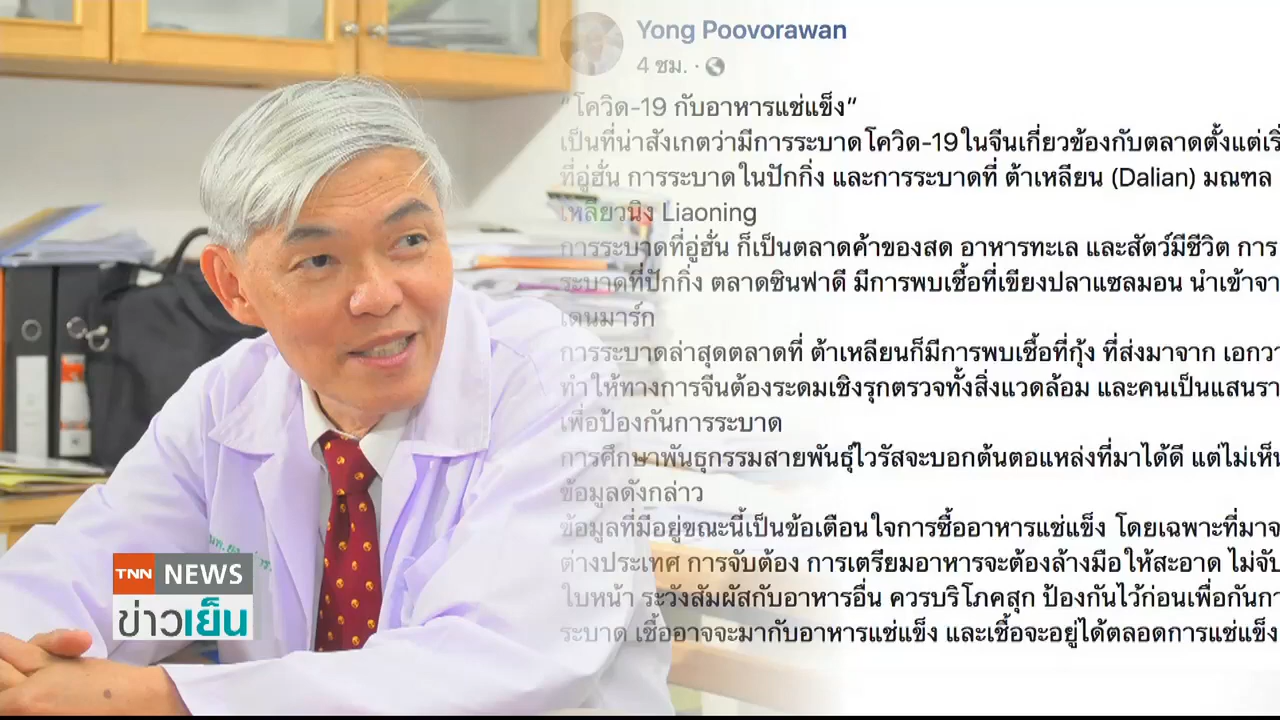 Yong Poovorawan
4 ชม. ·
“โควิด-19 กับอาหารแช่แข็ง”
เป็นที่น่าสังเกตว่ามีการระบาดโควิด-19 ในจีนเกี่ยวข้องกับตลาดตั้งแต่เริ่
ที่อู่ฮั่น การระบาดในปักกิ่ง และการระบาดที่ ต้าเหลียน (Dalian) มณฑล
เหลียวนิง Liaoning
การระบาดที่อู่ฮั่น ก็เป็นตลาดค้าของสด อาหารทะเล และสัตว์มีชีวิต การ
ระบาดที่ปักกิ่ง ตลาดซินฟาดี มีการพบเชื้อที่เขียงปลาแซลมอน นำเข้าจา
เดนมาร์ก
การระบาดล่าสุดตลาดที่ ต้าเหลียนก็มีการพบเชื้อที่กุ้ง ที่ส่งมาจาก เอกวา
ทำให้ทางการจีนต้องระดมเชิงรุกตรวจทั้งสิ่งแวดล้อม และคนเป็นแสนรา
เพื่อป้องกันการระบาด
การศึกษาพันธุกรรมสายพันธุ์ไวรัสจะบอกต้นตอแหล่งที่มาได้ดี แต่ไม่เห็น
ข้อมูลดังกล่าว
ข้อมูลที่มีอยู่ขณะนี้เป็นข้อเตือนใจการซื้ออาหารแช่แข็ง โดยเฉพาะที่มาจ
ต่างประเทศ การจับต้อง การเตรียมอาหารจะต้องล้างมือให้สะอาด ไม่จับ
ใบหน้า ระวังสัมผัสกับอาหารอื่น ควรบริโภคสุก ป้องกันไว้ก่อนเพื่อกันกา
ระบาด เชื้ออาจจะมากับอาหารแช่แข็ง และเชื้อจะอยู่ได้ตลอดการแช่แข็ง
TNN NEWS
ข่าวเย็น